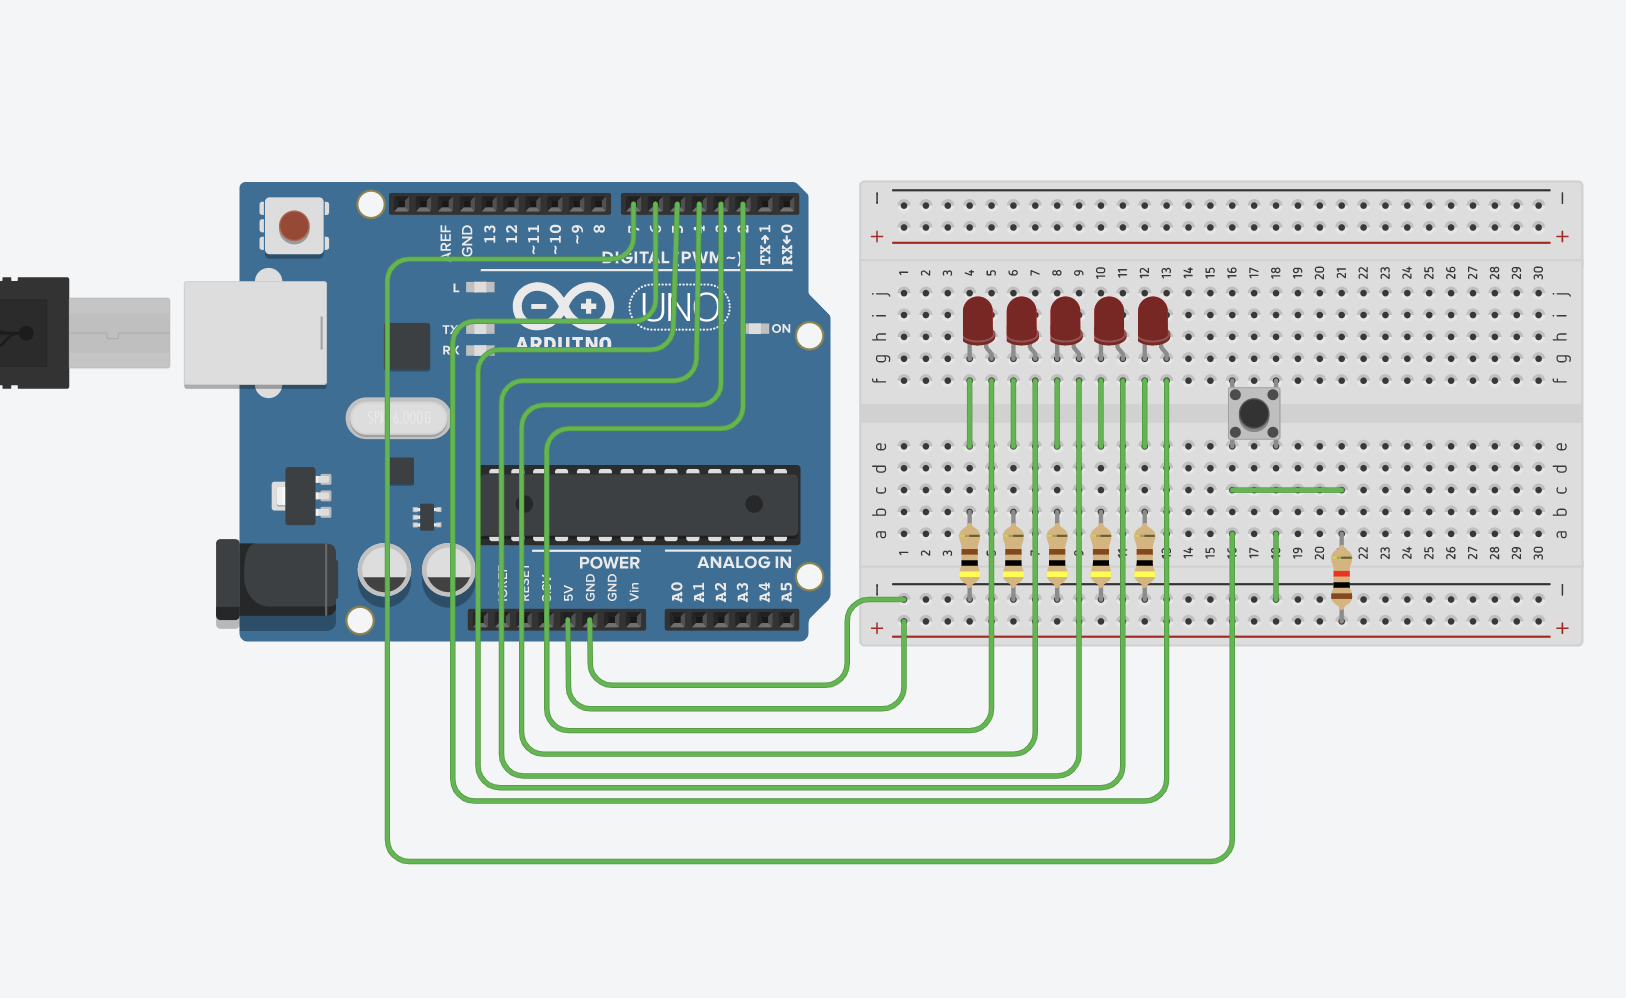 AREF
GND
13
12
~11
~10
~9
8
7
6
5
4
3
2
TX→1
RX←0
DIGITAL (PWM ~)
L
TX
RX
ARDUINO
UNO
ON
POWER
ANALOG IN
IOREF
RESET
3.3V
5V
GND
GND
Vin
A0
A1
A2
A3
A4
A5
− −
+ +
1 2 3 4 5 6 7 8 9 10 11 12 13 14 15 16 17 18 19 20 21 22 23 24 25 26 27 28 29 30
j j
i i
h h
g g
f f
e e
d d
c c
b b
a a
1 2 3 4 5 6 7 8 9 10 11 12 13 14 15 16 17 18 19 20 21 22 23 24 25 26 27 28 29 30
− −
+ +